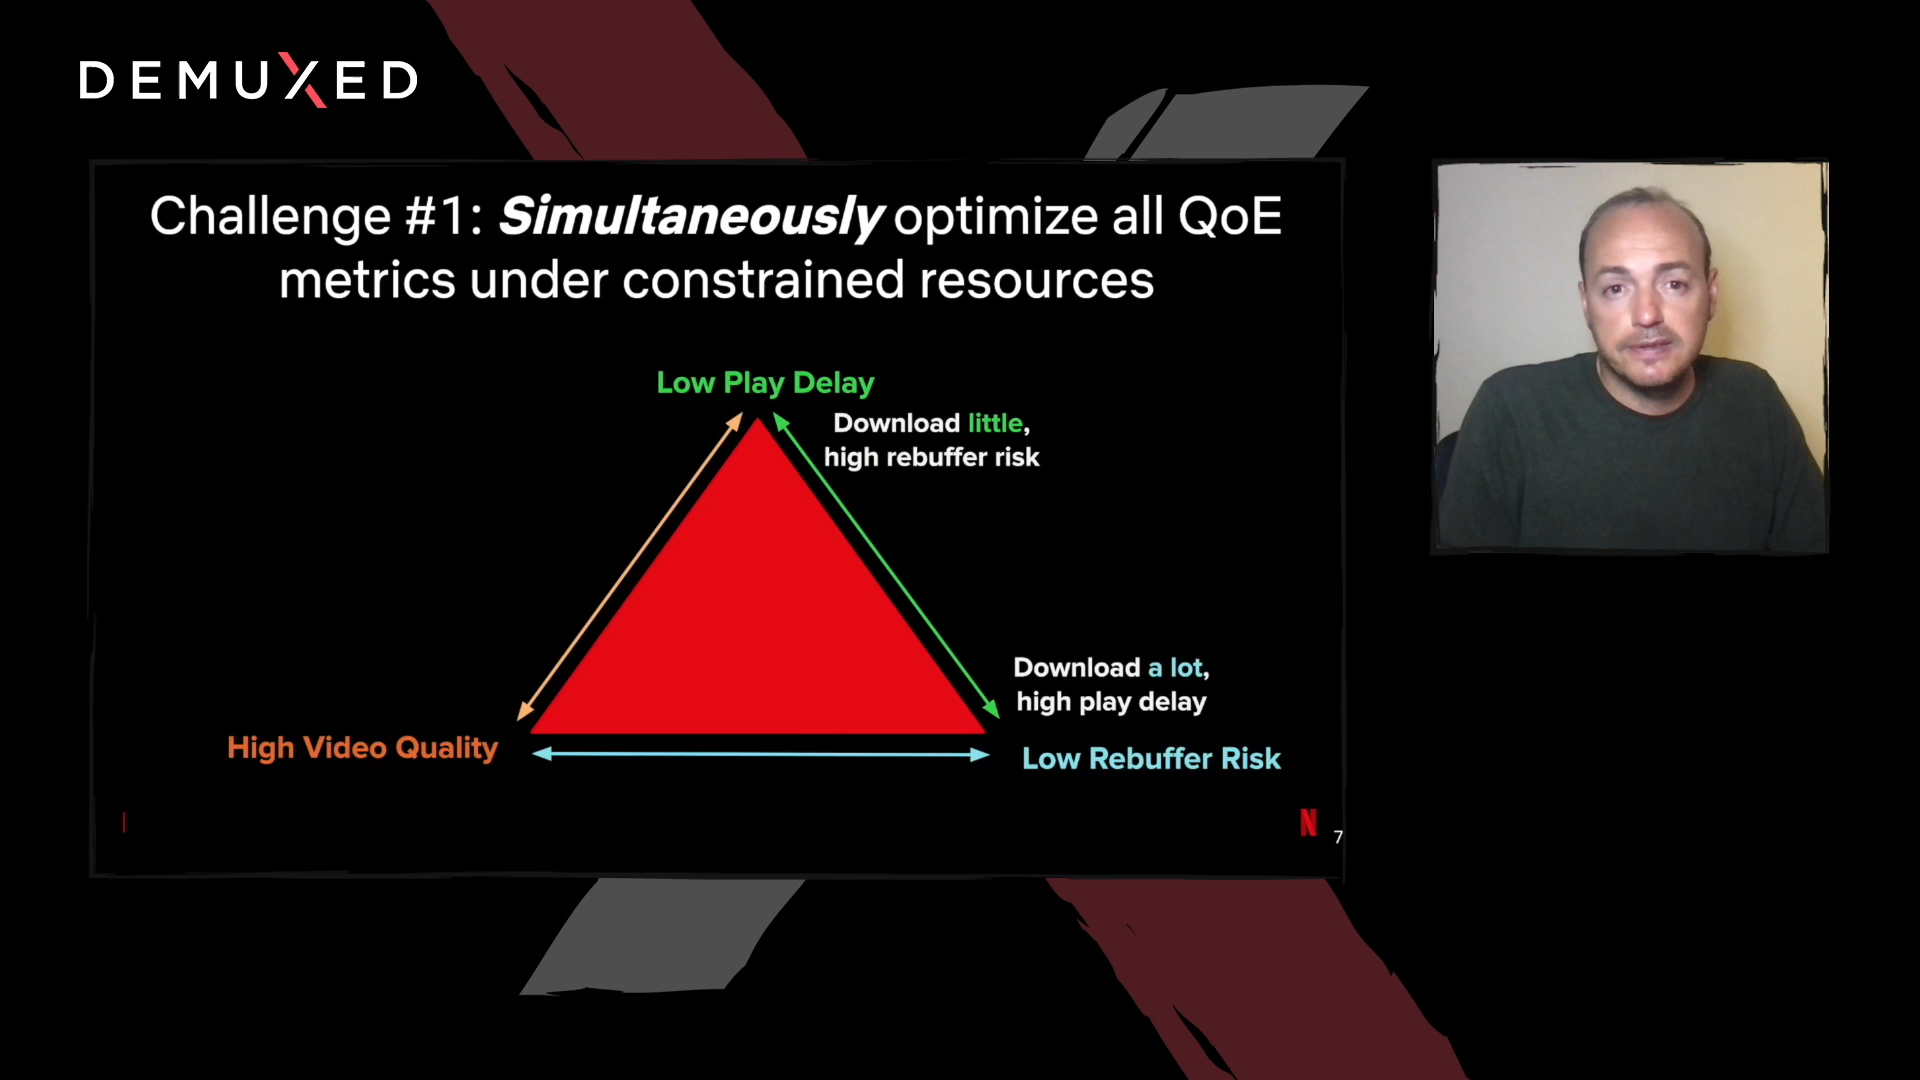 DEMUXED
Challenge #1: Simultaneously optimize all QoE
metrics under constrained resources
Low Play Delay
Download little,
high rebuffer risk
Download a lot,
high play delay
High Video Quality
Low Rebuffer Risk
N
7